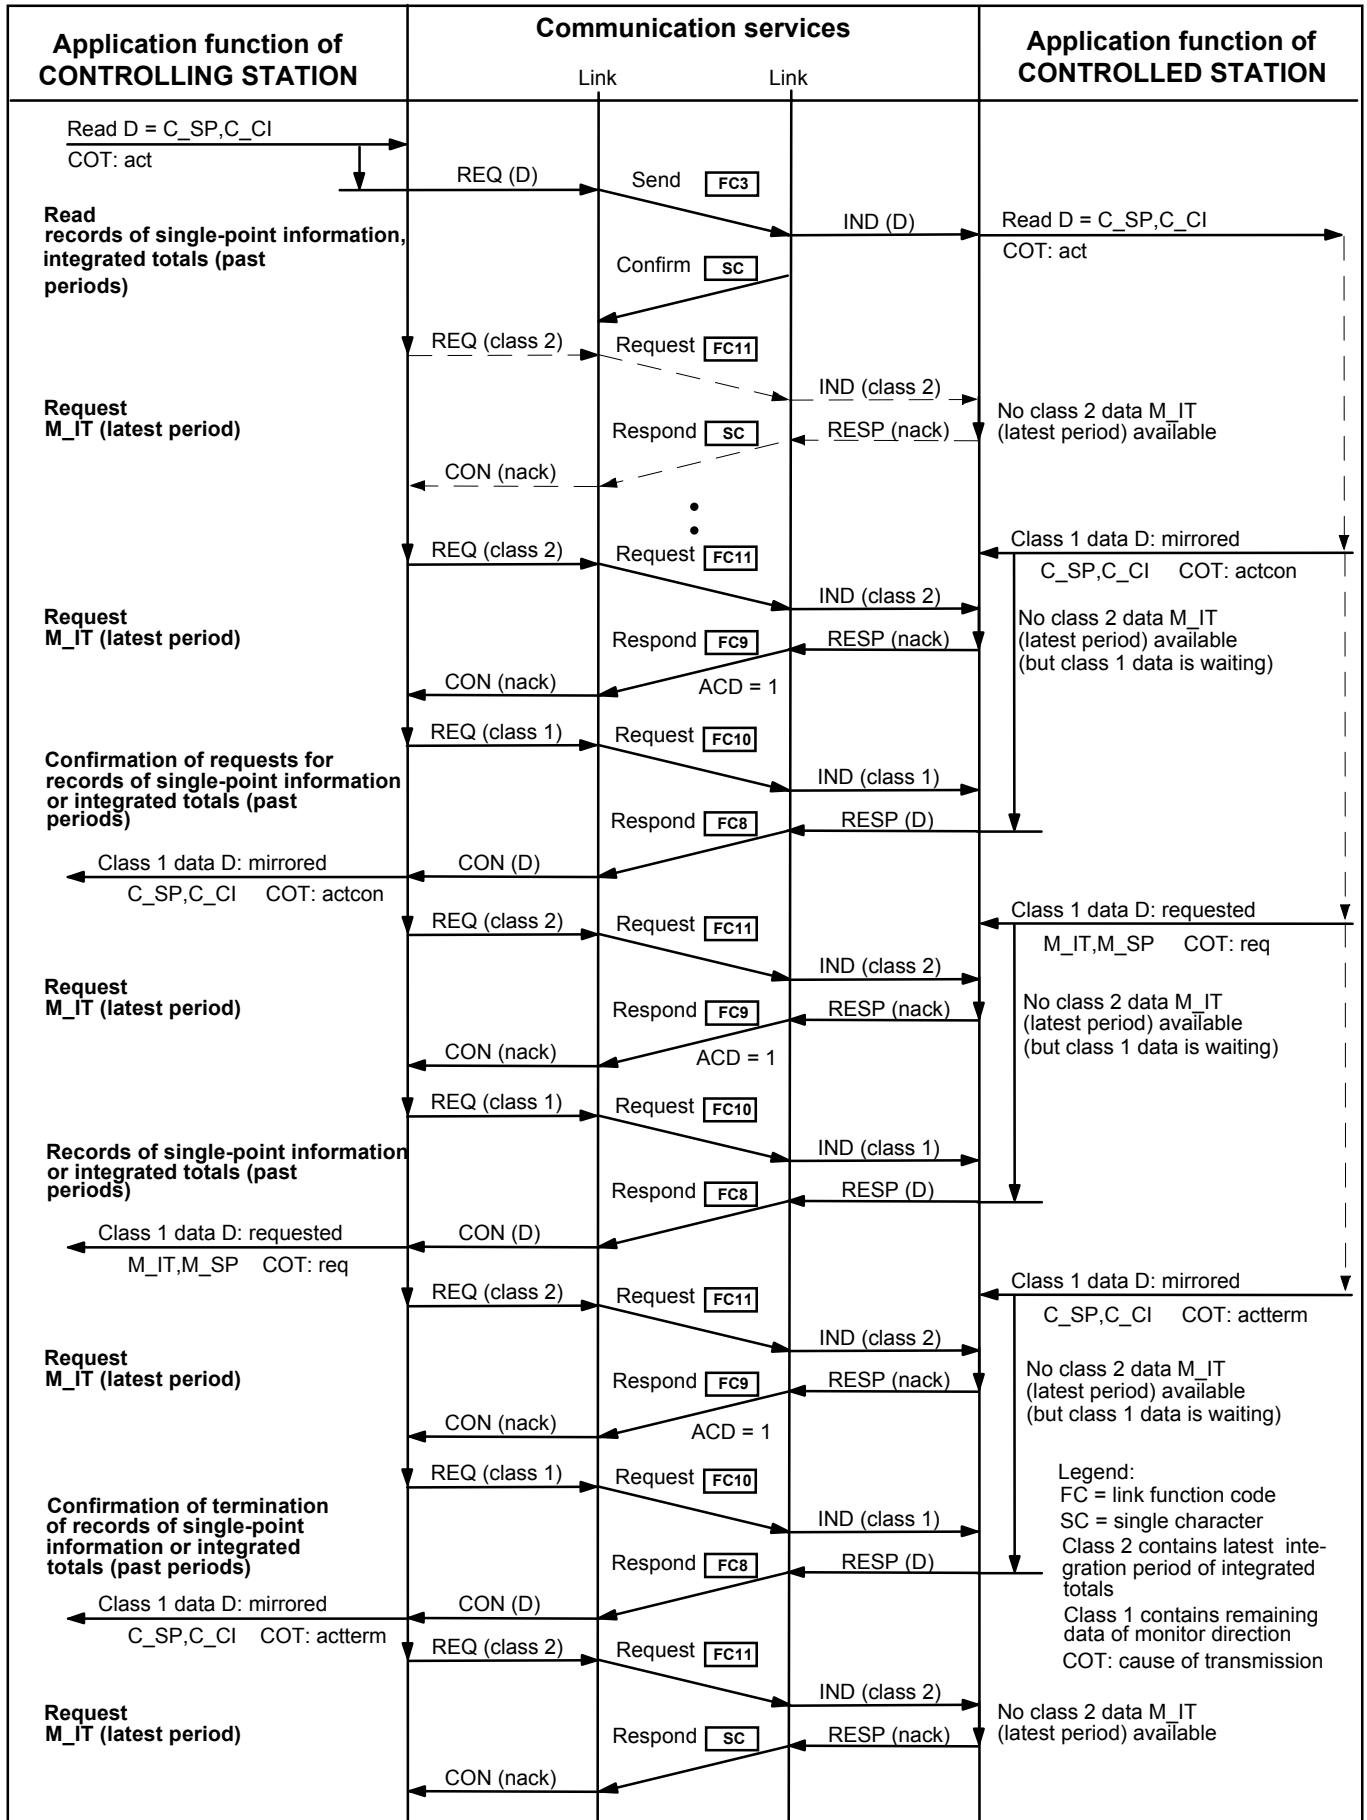 Communication services
Application function of
CONTROLLING STATION
Application function of
CONTROLLED STATION
Link
Link
Read D = C_SP,C_CI
COT: act
REQ (D)
Send FC3
Read
records of single-point information,
integrated totals (past
periods)
IND (D)
Read D = C_SP,C_CI
COT: act
Confirm SC
REQ (class 2)
Request FC11
IND (class 2)
Request
M_IT (latest period)
No class 2 data M_IT
(latest period) available
Respond SC
RESP (nack)
CON (nack)
Class 1 data D: mirrored
C_SP,C_CI COT: actcon
REQ (class 2)
Request FC11
IND (class 2)
Request
M_IT (latest period)
No class 2 data M_IT
(latest period) available
(but class 1 data is waiting)
Respond FC9
RESP (nack)
CON (nack)
ACD = 1
REQ (class 1)
Request FC10
Confirmation of requests for
records of single-point information
or integrated totals (past
periods)
IND (class 1)
Respond FC8
RESP (D)
Class 1 data D: mirrored
C_SP,C_CI COT: actcon
CON (D)
REQ (class 2)
Request FC11
Class 1 data D: requested
M_IT,M_SP COT: req
IND (class 2)
Request
M_IT (latest period)
No class 2 data M_IT
(latest period) available
(but class 1 data is waiting)
Respond FC9
RESP (nack)
CON (nack)
ACD = 1
REQ (class 1)
Request FC10
Records of single-point information
or integrated totals (past
periods)
IND (class 1)
Respond FC8
RESP (D)
Class 1 data D: requested
M_IT,M_SP COT: req
CON (D)
REQ (class 2)
Request FC11
Class 1 data D: mirrored
C_SP,C_CI COT: actterm
IND (class 2)
Request
M_IT (latest period)
No class 2 data M_IT
(latest period) available
(but class 1 data is waiting)
Respond FC9
RESP (nack)
CON (nack)
ACD = 1
REQ (class 1)
Request FC10
Confirmation of termination
of records of single-point
information or integrated
totals (past periods)
IND (class 1)
Respond FC8
RESP (D)
Legend:
FC = link function code
SC = single character
Class 2 contains latest inte-
gration period of integrated
totals
Class 1 contains remaining
data of monitor direction
COT: cause of transmission
Class 1 data D: mirrored
C_SP,C_CI COT: actterm
CON (D)
REQ (class 2)
Request FC11
IND (class 2)
Request
M_IT (latest period)
No class 2 data M_IT
(latest period) available
Respond SC
RESP (nack)
CON (nack)